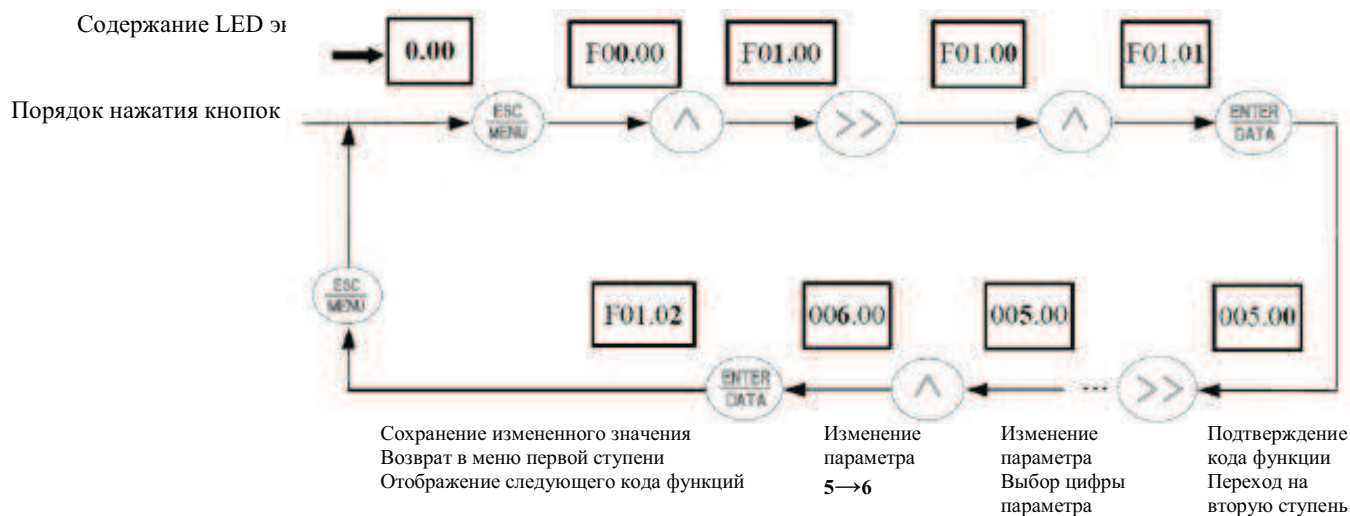 Содержание LED
0.00 F00.00 F01.00 F01.00 F01.01
Порядок нажатия кнопок
ESC MENU ^ >> ^ ENTER DATA
ESC MENU
F01.02 006.00 005.00 005.00
ENTER DATA ^ ... >>
Сохранение измененного значения
Возврат в меню первой ступени
Отображение следующего кода функций
Изменение
параметра
5→6
Изменение
параметра
Выбор цифры
параметра
Подтверждение
кода функции
Переход на
вторую ступень